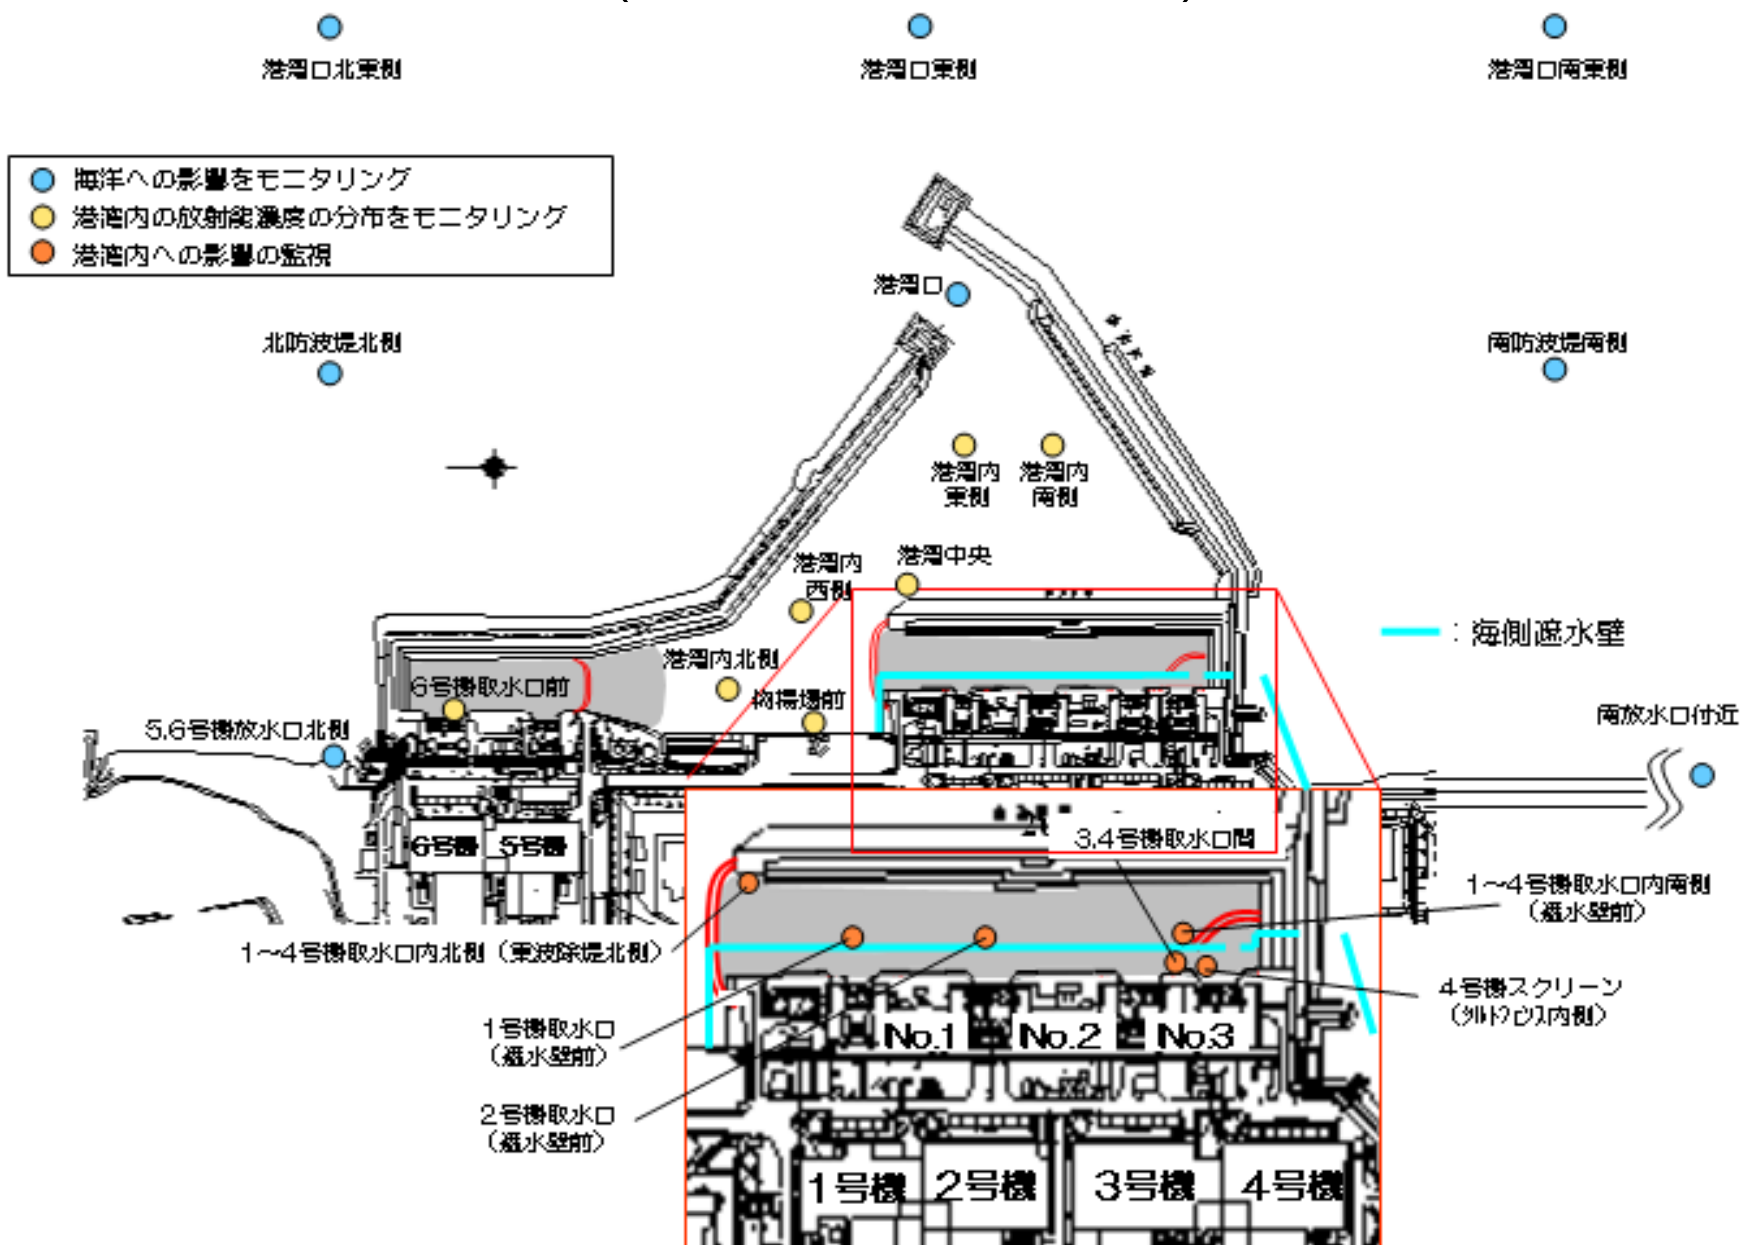 港湾口北東側
港湾口東側
港湾口南東側
海洋への影響をモニタリング
港湾内の放射能濃度の分布をモニタリング
港湾内への影響の監視
港湾口
北防波堤北側
南防波堤南側
港湾内
東側
港湾内
南側
港湾中央
港湾内
西側
:海側遮水壁
港湾内北側
6号機取水口前
物揚場前
5,6号機放水口北側
南放水口付近
6号機
5号機
3,4号機取水口間
1~4号機取水口内南側
(遮水壁前)
1~4号機取水口内北側(東波除堤北側)
4号機スクリーン
(シルトフェンス内側)
1号機取水口
(遮水壁前)
No.1
No.2
No.3
2号機取水口
(遮水壁前)
1号機
2号機
3号機
4号機